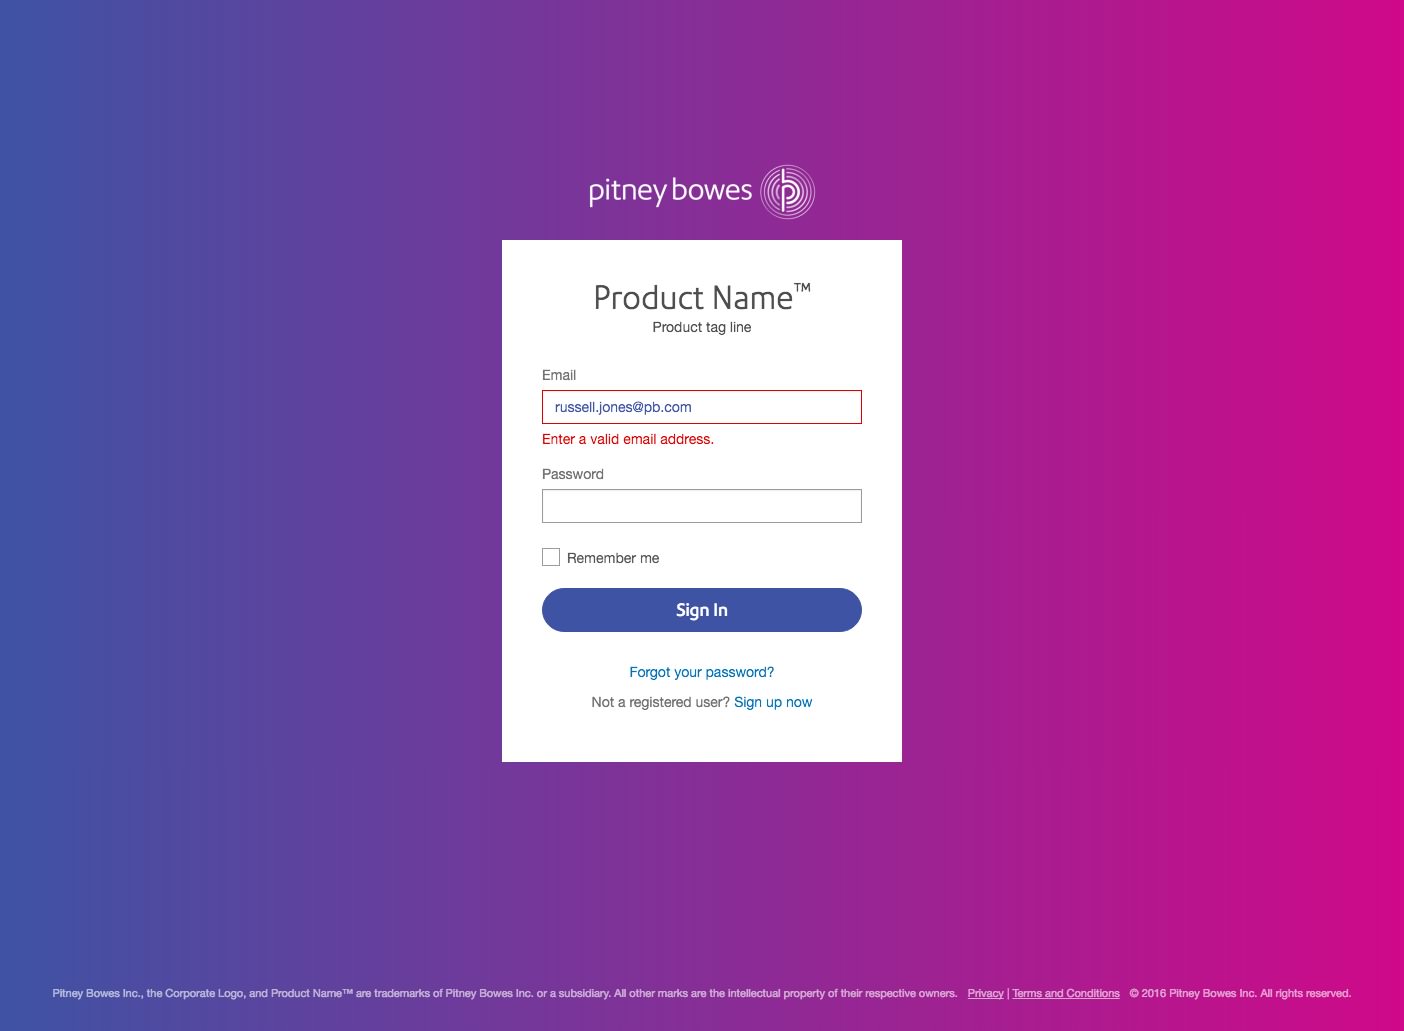 pitney bowes
Product Name™
Product tag line
Email
russell.jones@pb.com
Enter a valid email address.
Password
Remember me
Sign In
Forgot your password?
Not a registered user? Sign up now
Pitney Bowes Inc., the Corporate Logo, and Product Name™ are trademarks of Pitney Bowes Inc. or a subsidiary. All other marks are the intellectual property of their respective owners. Privacy | Terms and Conditions © 2016 Pitney Bowes Inc. All rights reserved.